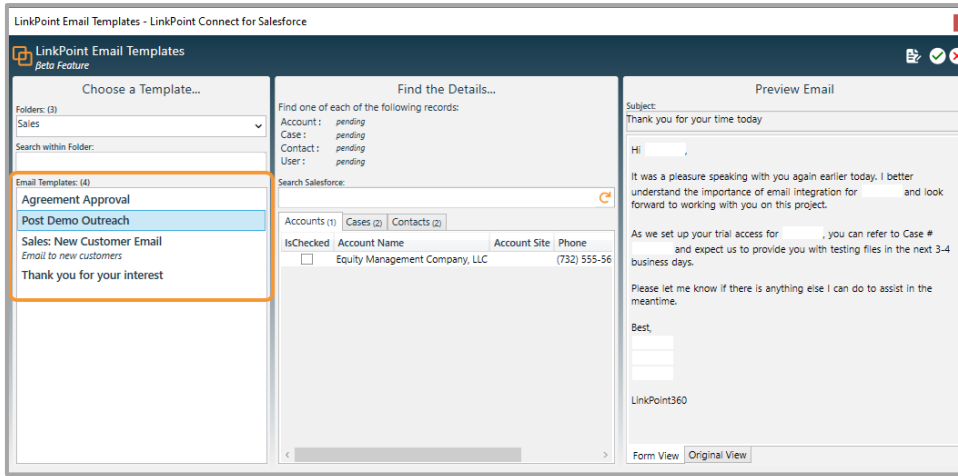 LinkPoint Email Templates - LinkPoint Connect for Salesforce
LinkPoint Email Templates
Beta Feature
Choose a Template...
Folders: (3)
Sales
Search within Folder:
Email Templates: (4)
Agreement Approval
Post Demo Outreach
Sales: New Customer Email
Email to new customers
Thank you for your interest
Find the Details...
Find one of each of the following records:
Account : pending
Case : pending
Contact : pending
User : pending
Search Salesforce:
Accounts (1) Cases (2) Contacts (2)
IsChecked Account Name Account Site Phone
Equity Management Company, LLC (732) 555-56
Preview Email
Subject:
Thank you for your time today
Hi ,
It was a pleasure speaking with you again earlier today. I better
understand the importance of email integration for and look
forward to working with you on this project.
As we set up your trial access for , you can refer to Case #
and expect us to provide you with testing files in the next 3-4
business days.
Please let me know if there is anything else I can do to assist in the
meantime.
Best,
LinkPoint360
Form View Original View